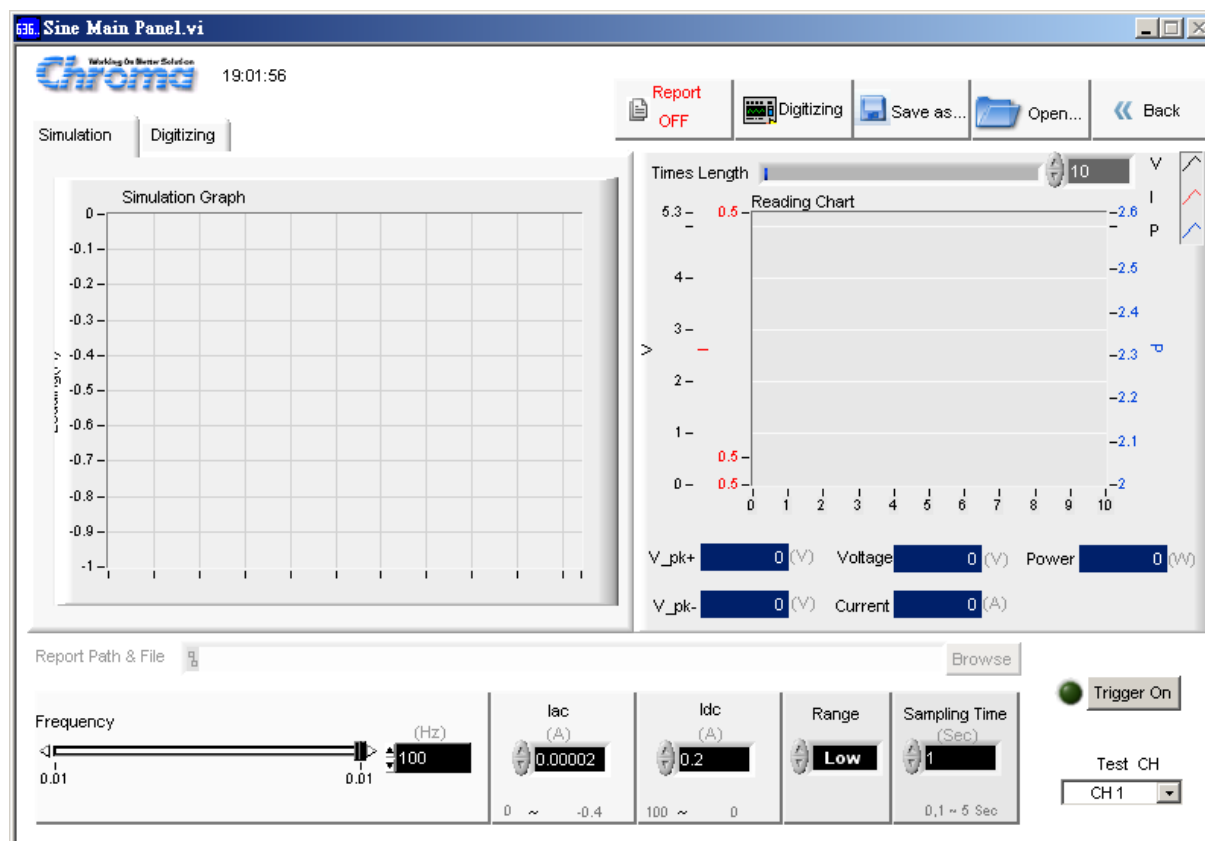 636.. Sine Main Panel.vi
Working On Better Solution
Chroma
19:01:56
Report
OFF
Digitizing
Save as...
Open...
Back
Simulation
Digitizing
Simulation Graph
0
-0.1
-0.2
-0.3
-0.4
-0.5
-0.6
-0.7
-0.8
-0.9
-1
Times Length
10
V
I
P
Reading Chart
5.3
4
3
2
1
0
V
0.5
0.5
0.5
I
2.6
2.5
2.4
2.3
2.2
2.1
2
P
0 1 2 3 4 5 6 7 8 9 10
V_pk+ 0 (V) Voltage 0 (V) Power 0 (W)
V_pk- 0 (V) Current 0 (A)
Report Path & File
Browse
Trigger On
Frequency
(Hz)
100
0.01 0.01
Iac
(A)
0.00002
0 ~ -0.4
Idc
(A)
0.2
100 ~ 0
Range
Low
Sampling Time
(Sec)
1
0,1 ~ 5 Sec
Test CH
CH 1